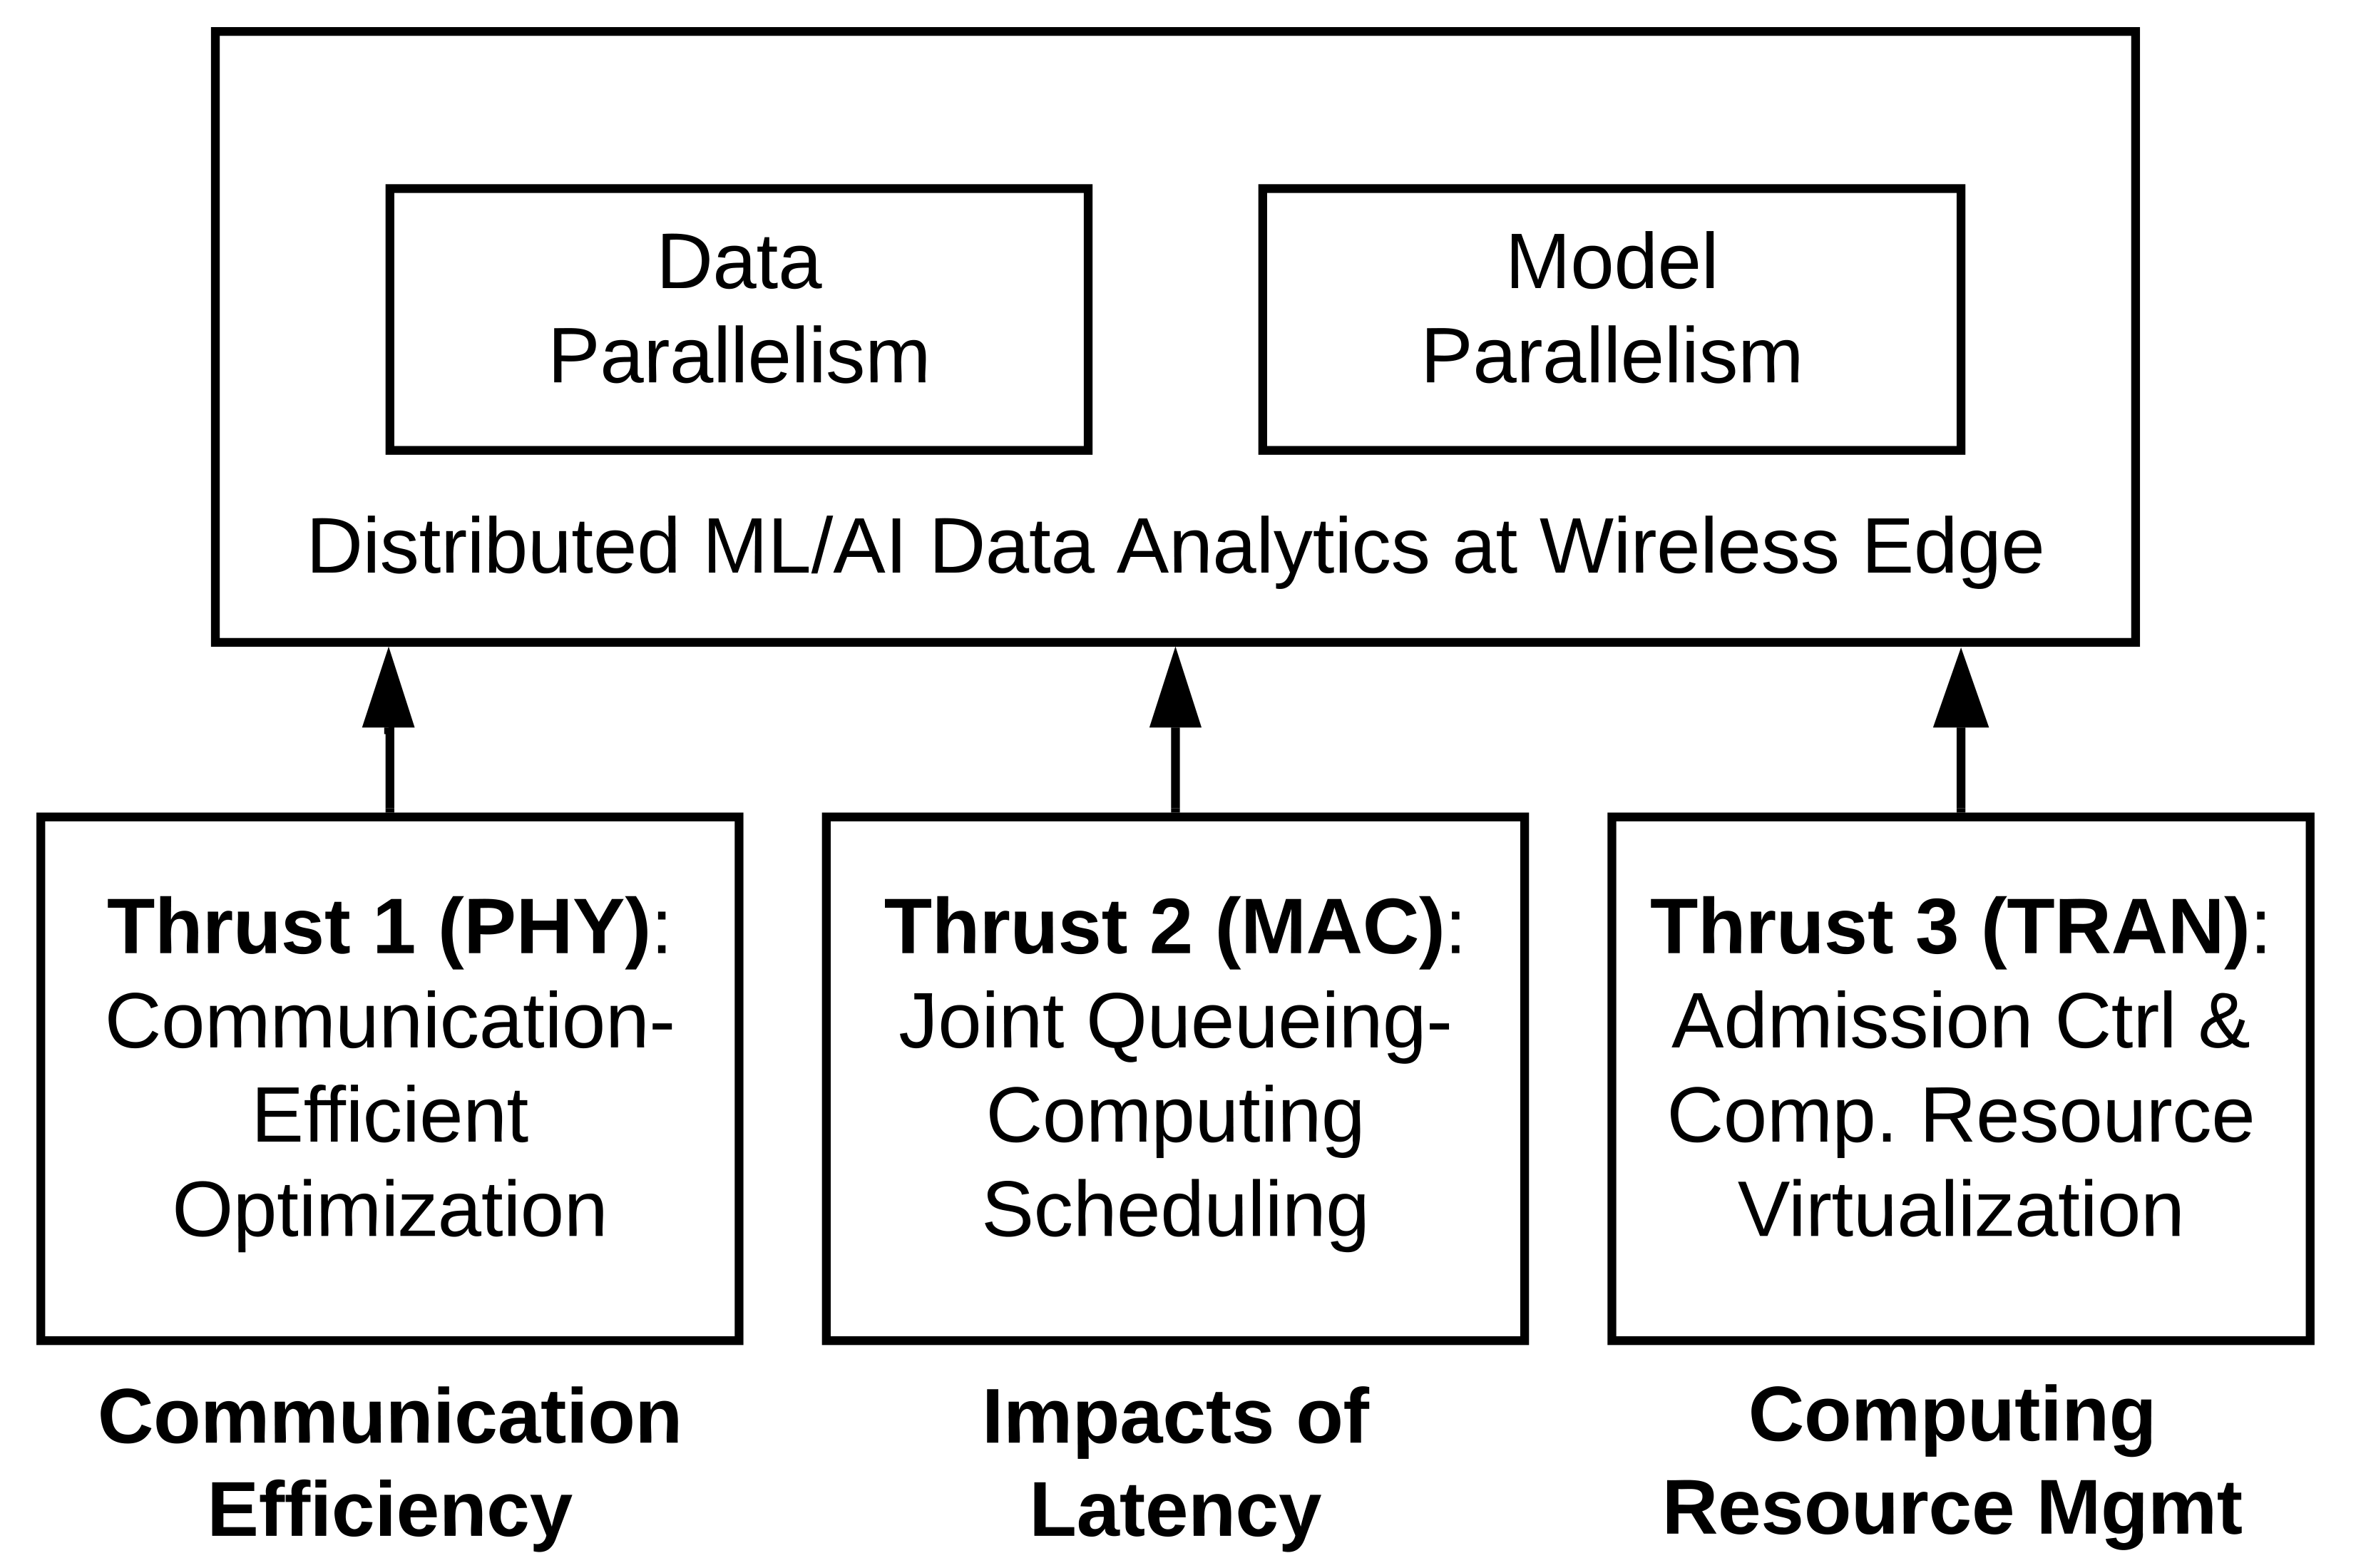 Data
Parallelism
Model
Parallelism
Distributed ML/AI Data Analytics at Wireless Edge
Thrust 1 (PHY):
Communication-
Efficient
Optimization
Thrust 2 (MAC):
Joint Queueing-
Computing
Scheduling
Thrust 3 (TRAN):
Admission Ctrl &
Comp. Resource
Virtualization
Communication
Efficiency
Impacts of
Latency
Computing
Resource Mgmt